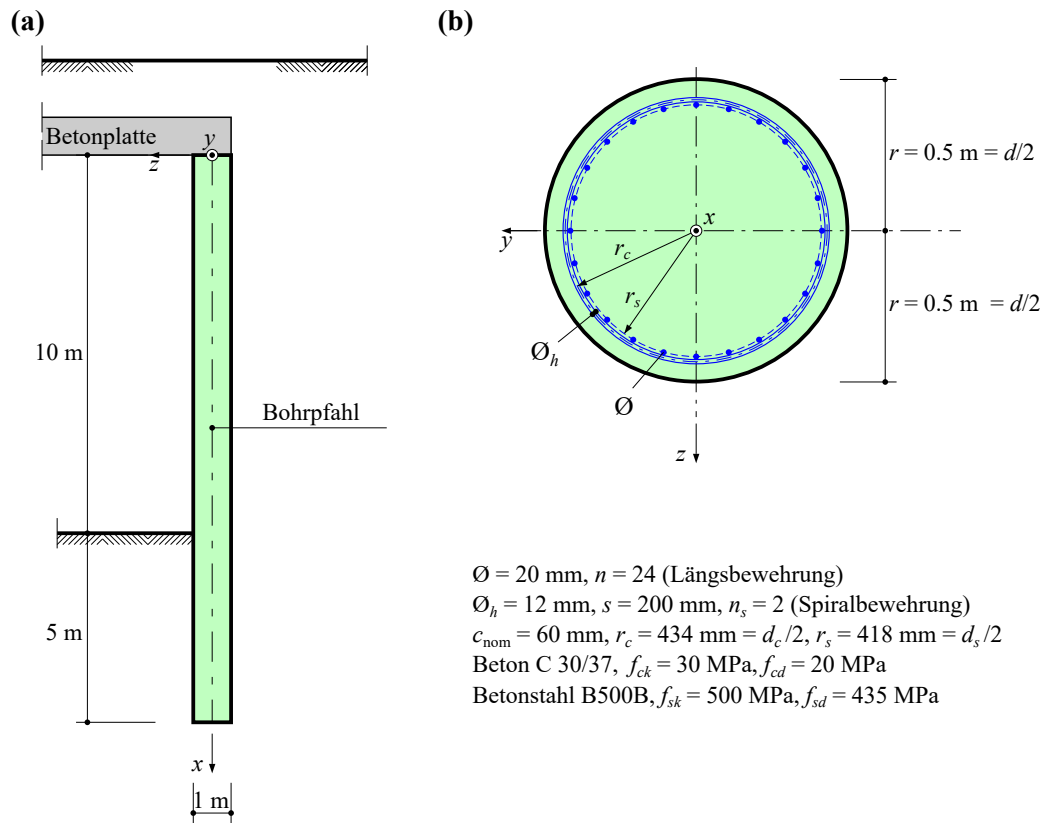 (a)
Betonplatte
y
z
10 m
Bohrpfahl
5 m
x
1 m
(b)
r = 0.5 m = d/2
x
y
r_c
r_s
r = 0.5 m = d/2
Ø_h
Ø
z
Ø = 20 mm, n = 24 (Längsbewehrung)
Ø_h = 12 mm, s = 200 mm, n_s = 2 (Spiralbewehrung)
c_nom = 60 mm, r_c = 434 mm = d_c/2, r_s = 418 mm = d_s/2
Beton C 30/37, f_ck = 30 MPa, f_cd = 20 MPa
Betonstahl B500B, f_sk = 500 MPa, f_sd = 435 MPa